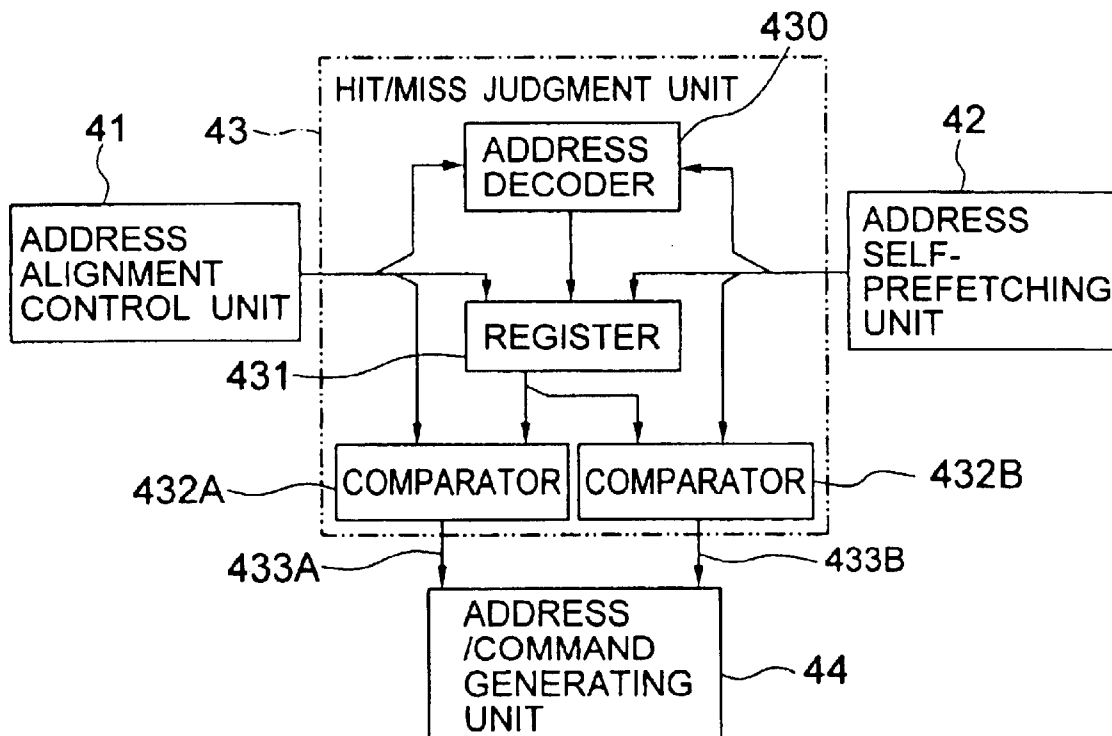 430
HIT/MISS JUDGMENT UNIT
41
43
42
ADDRESS
DECODER
ADDRESS
ALIGNMENT
CONTROL UNIT
ADDRESS
SELF-
PREFETCHING
UNIT
REGISTER
431
432A
COMPARATOR
COMPARATOR
432B
433A
433B
ADDRESS
/COMMAND
GENERATING
UNIT
44